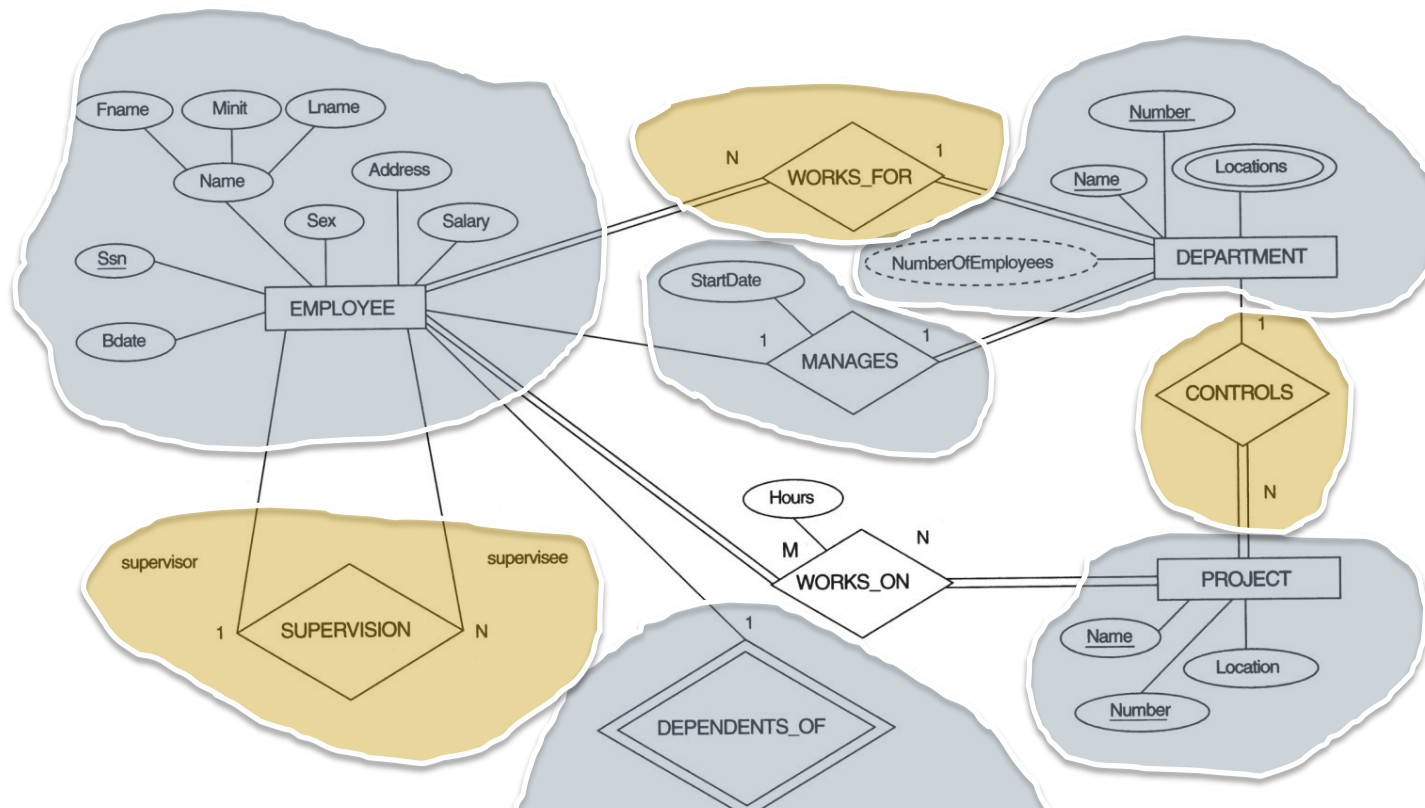 Fname
Minit
Lname
Name
Address
Sex
Salary
Ssn
Bdate
EMPLOYEE
N
WORKS_FOR
1
Number
Name
Locations
NumberOfEmployees
DEPARTMENT
StartDate
1
MANAGES
1
1
CONTROLS
N
supervisor
supervisee
1
SUPERVISION
N
Hours
M
N
WORKS_ON
PROJECT
Name
Location
Number
1
DEPENDENTS_OF